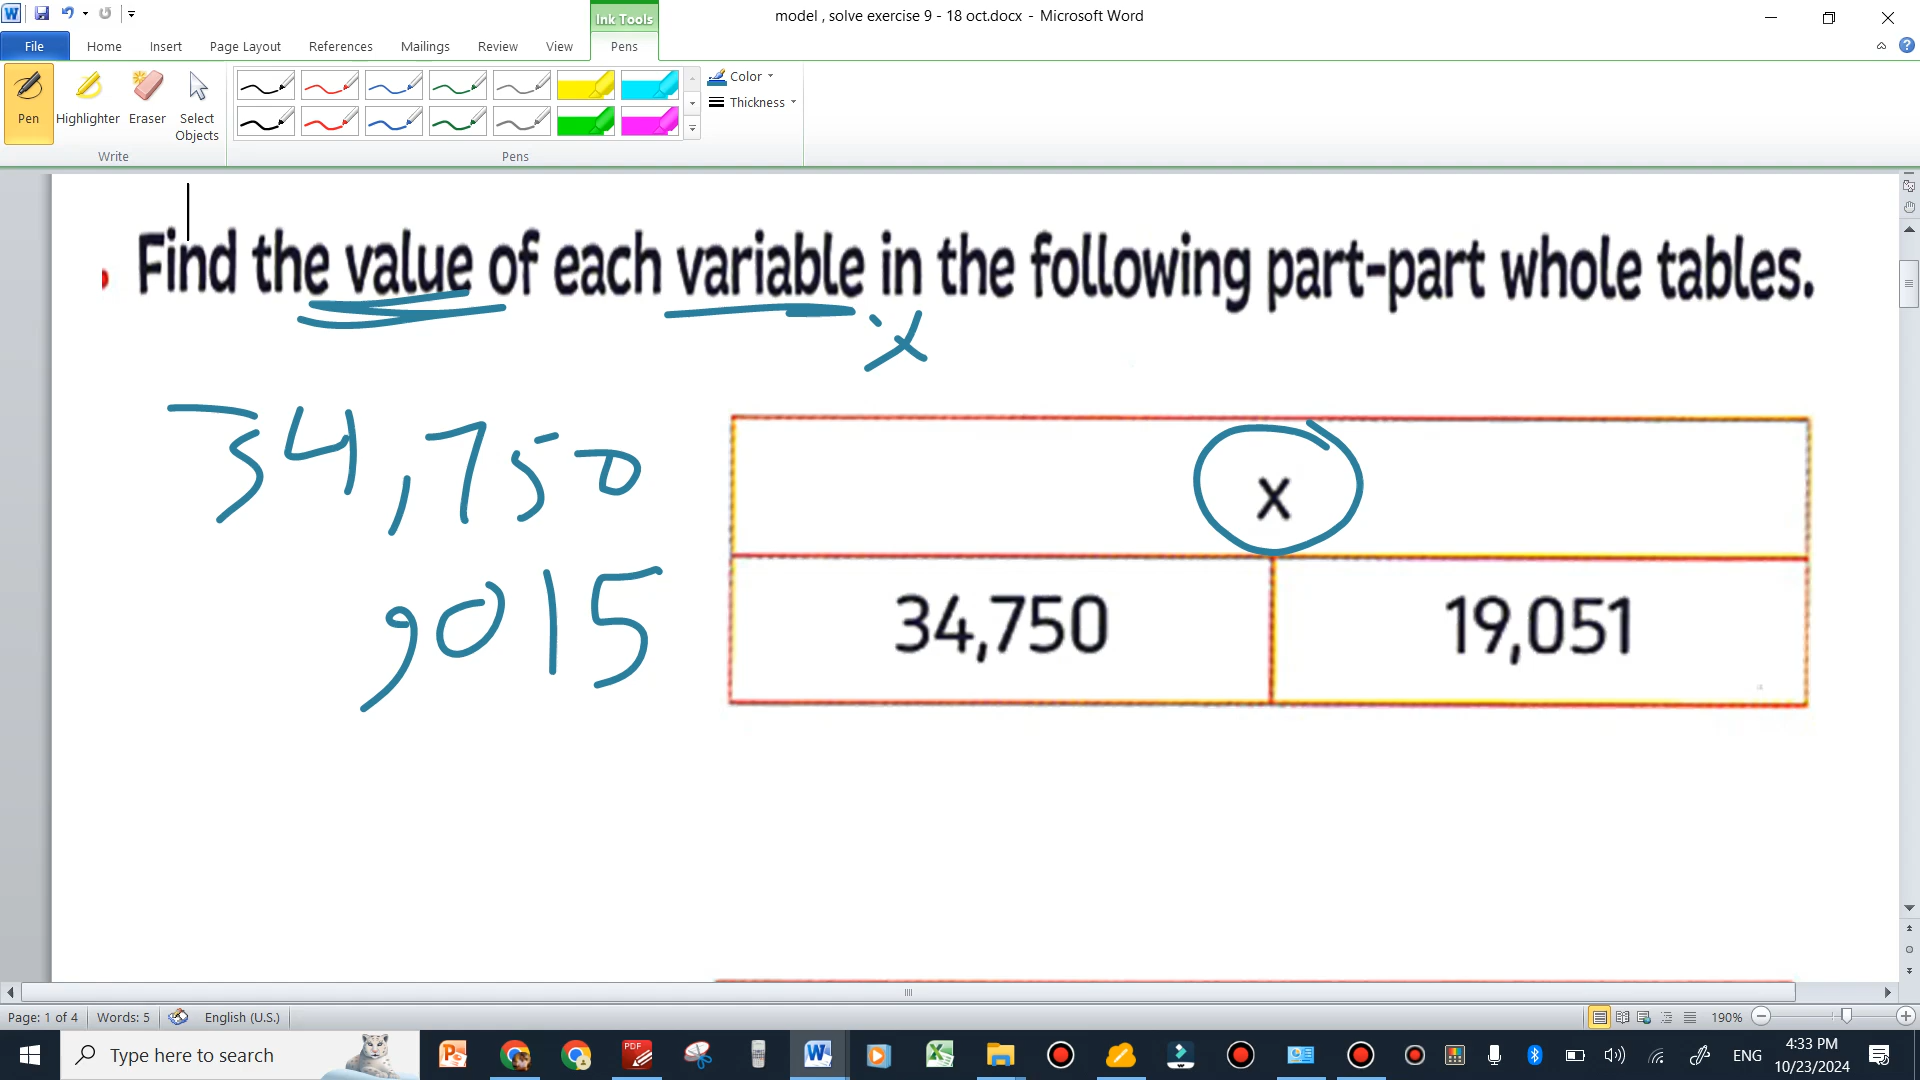 model , solve exercise 9 - 18 oct.docx - Microsoft Word
Ink Tools
File Home Insert Page Layout References Mailings Review View Pens
Pen Highlighter Eraser Select Objects
Color
Thickness
Write Pens
Find the value of each variable in the following part-part whole tables.
x
34,750
x
9015
34,750 19,051
Page: 1 of 4 Words: 5 English (U.S.) 190%
Type here to search
PDF
ENG
4:33 PM
10/23/2024